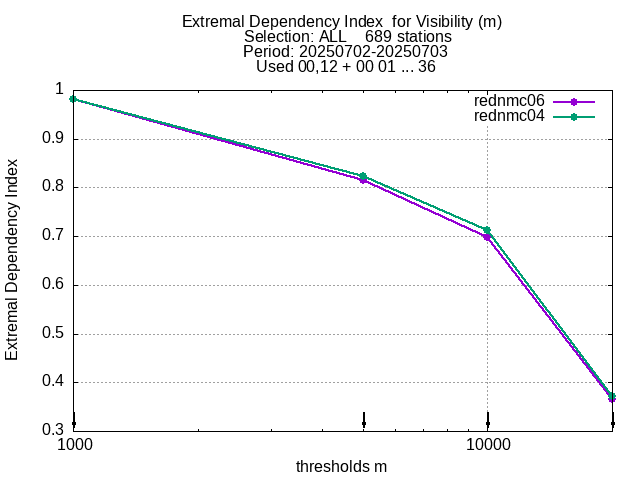 Extremal Dependency Index  for Visibility (m)
Selection: ALL    689 stations
Period: 20250702-20250703
Used 00,12 + 00 01 ... 36
rednmc06
rednmc04
1
0.9
0.8
0.7
0.6
0.5
0.4
0.3
Extremal Dependency Index
1000 10000
thresholds m